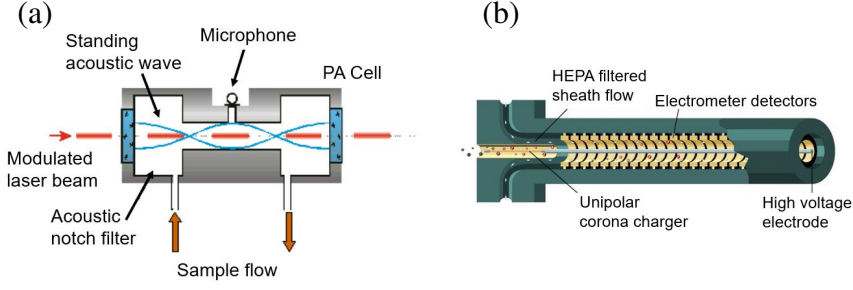 (a)
Standing
acoustic wave
Microphone
PA Cell
Modulated
laser beam
Acoustic
notch filter
Sample flow
(b)
HEPA filtered
sheath flow
Electrometer detectors
Unipolar
corona charger
High voltage
electrode